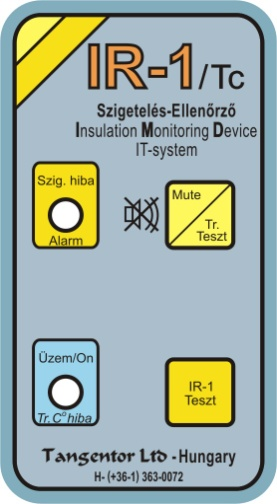 IR-1/Tc
Szigetelés-Ellenőrző
Insulation Monitoring Device
IT-system
Szig. hiba
Alarm
Mute
Tr.
Teszt
Üzem/On
Tr. C° hiba
IR-1
Teszt
Tangentor Ltd - Hungary
H- (+36-1) 363-0072